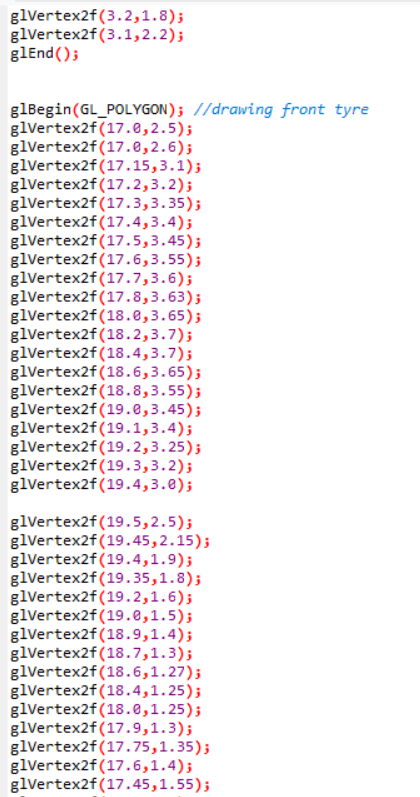 glVertex2f(3.2,1.8);
glVertex2f(3.1,2.2);
glEnd();
glBegin(GL_POLYGON); //drawing front tyre
glVertex2f(17.0,2.5);
glVertex2f(17.0,2.6);
glVertex2f(17.15,3.1);
glVertex2f(17.2,3.2);
glVertex2f(17.3,3.35);
glVertex2f(17.4,3.4);
glVertex2f(17.5,3.45);
glVertex2f(17.6,3.55);
glVertex2f(17.7,3.6);
glVertex2f(17.8,3.63);
glVertex2f(18.0,3.65);
glVertex2f(18.2,3.7);
glVertex2f(18.4,3.7);
glVertex2f(18.6,3.65);
glVertex2f(18.8,3.55);
glVertex2f(19.0,3.45);
glVertex2f(19.1,3.4);
glVertex2f(19.2,3.25);
glVertex2f(19.3,3.2);
glVertex2f(19.4,3.0);
glVertex2f(19.5,2.5);
glVertex2f(19.45,2.15);
glVertex2f(19.4,1.9);
glVertex2f(19.35,1.8);
glVertex2f(19.2,1.6);
glVertex2f(19.0,1.5);
glVertex2f(18.9,1.4);
glVertex2f(18.7,1.3);
glVertex2f(18.6,1.27);
glVertex2f(18.4,1.25);
glVertex2f(18.0,1.25);
glVertex2f(17.9,1.3);
glVertex2f(17.75,1.35);
glVertex2f(17.6,1.4);
glVertex2f(17.45,1.55);